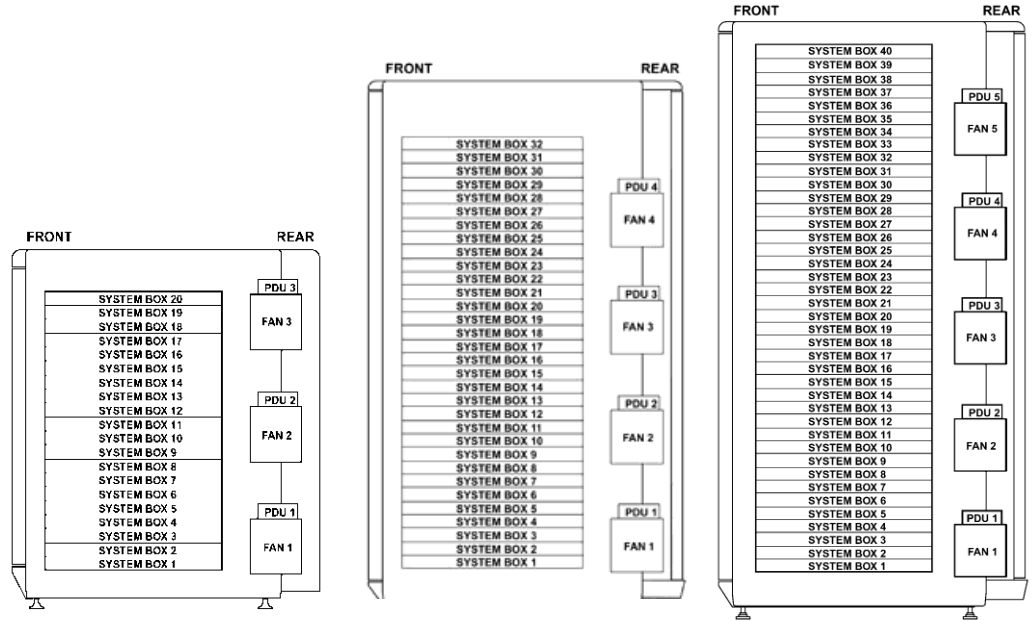 FRONT
REAR
SYSTEM BOX 20
SYSTEM BOX 19
SYSTEM BOX 18
SYSTEM BOX 17
SYSTEM BOX 16
SYSTEM BOX 15
SYSTEM BOX 14
SYSTEM BOX 13
SYSTEM BOX 12
SYSTEM BOX 11
SYSTEM BOX 10
SYSTEM BOX 9
SYSTEM BOX 8
SYSTEM BOX 7
SYSTEM BOX 6
SYSTEM BOX 5
SYSTEM BOX 4
SYSTEM BOX 3
SYSTEM BOX 2
SYSTEM BOX 1
PDU 3
FAN 3
PDU 2
FAN 2
PDU 1
FAN 1
FRONT
REAR
SYSTEM BOX 32
SYSTEM BOX 31
SYSTEM BOX 30
SYSTEM BOX 29
SYSTEM BOX 28
SYSTEM BOX 27
SYSTEM BOX 26
SYSTEM BOX 25
SYSTEM BOX 24
SYSTEM BOX 23
SYSTEM BOX 22
SYSTEM BOX 21
SYSTEM BOX 20
SYSTEM BOX 19
SYSTEM BOX 18
SYSTEM BOX 17
SYSTEM BOX 16
SYSTEM BOX 15
SYSTEM BOX 14
SYSTEM BOX 13
SYSTEM BOX 12
SYSTEM BOX 11
SYSTEM BOX 10
SYSTEM BOX 9
SYSTEM BOX 8
SYSTEM BOX 7
SYSTEM BOX 6
SYSTEM BOX 5
SYSTEM BOX 4
SYSTEM BOX 3
SYSTEM BOX 2
SYSTEM BOX 1
PDU 4
FAN 4
PDU 3
FAN 3
PDU 2
FAN 2
PDU 1
FAN 1
FRONT
REAR
SYSTEM BOX 40
SYSTEM BOX 39
SYSTEM BOX 38
SYSTEM BOX 37
SYSTEM BOX 36
SYSTEM BOX 35
SYSTEM BOX 34
SYSTEM BOX 33
SYSTEM BOX 32
SYSTEM BOX 31
SYSTEM BOX 30
SYSTEM BOX 29
SYSTEM BOX 28
SYSTEM BOX 27
SYSTEM BOX 26
SYSTEM BOX 25
SYSTEM BOX 24
SYSTEM BOX 23
SYSTEM BOX 22
SYSTEM BOX 21
SYSTEM BOX 20
SYSTEM BOX 19
SYSTEM BOX 18
SYSTEM BOX 17
SYSTEM BOX 16
SYSTEM BOX 15
SYSTEM BOX 14
SYSTEM BOX 13
SYSTEM BOX 12
SYSTEM BOX 11
SYSTEM BOX 10
SYSTEM BOX 9
SYSTEM BOX 8
SYSTEM BOX 7
SYSTEM BOX 6
SYSTEM BOX 5
SYSTEM BOX 4
SYSTEM BOX 3
SYSTEM BOX 2
SYSTEM BOX 1
PDU 5
FAN 5
PDU 4
FAN 4
PDU 3
FAN 3
PDU 2
FAN 2
PDU 1
FAN 1